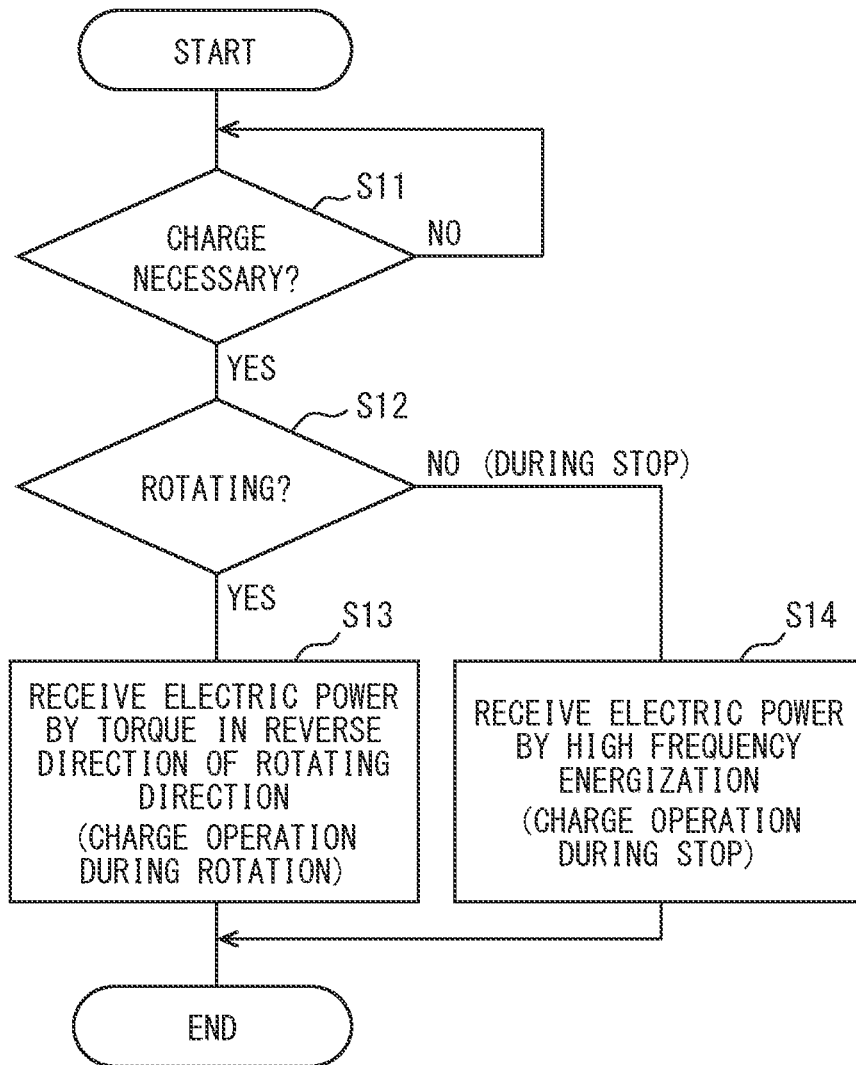 START
S11
CHARGE
NECESSARY?
NO
YES
S12
ROTATING?
NO (DURING STOP)
YES
S13
RECEIVE ELECTRIC POWER
BY TORQUE IN REVERSE
DIRECTION OF ROTATING
DIRECTION
(CHARGE OPERATION
DURING ROTATION)
S14
RECEIVE ELECTRIC POWER
BY HIGH FREQUENCY
ENERGIZATION
(CHARGE OPERATION
DURING STOP)
END